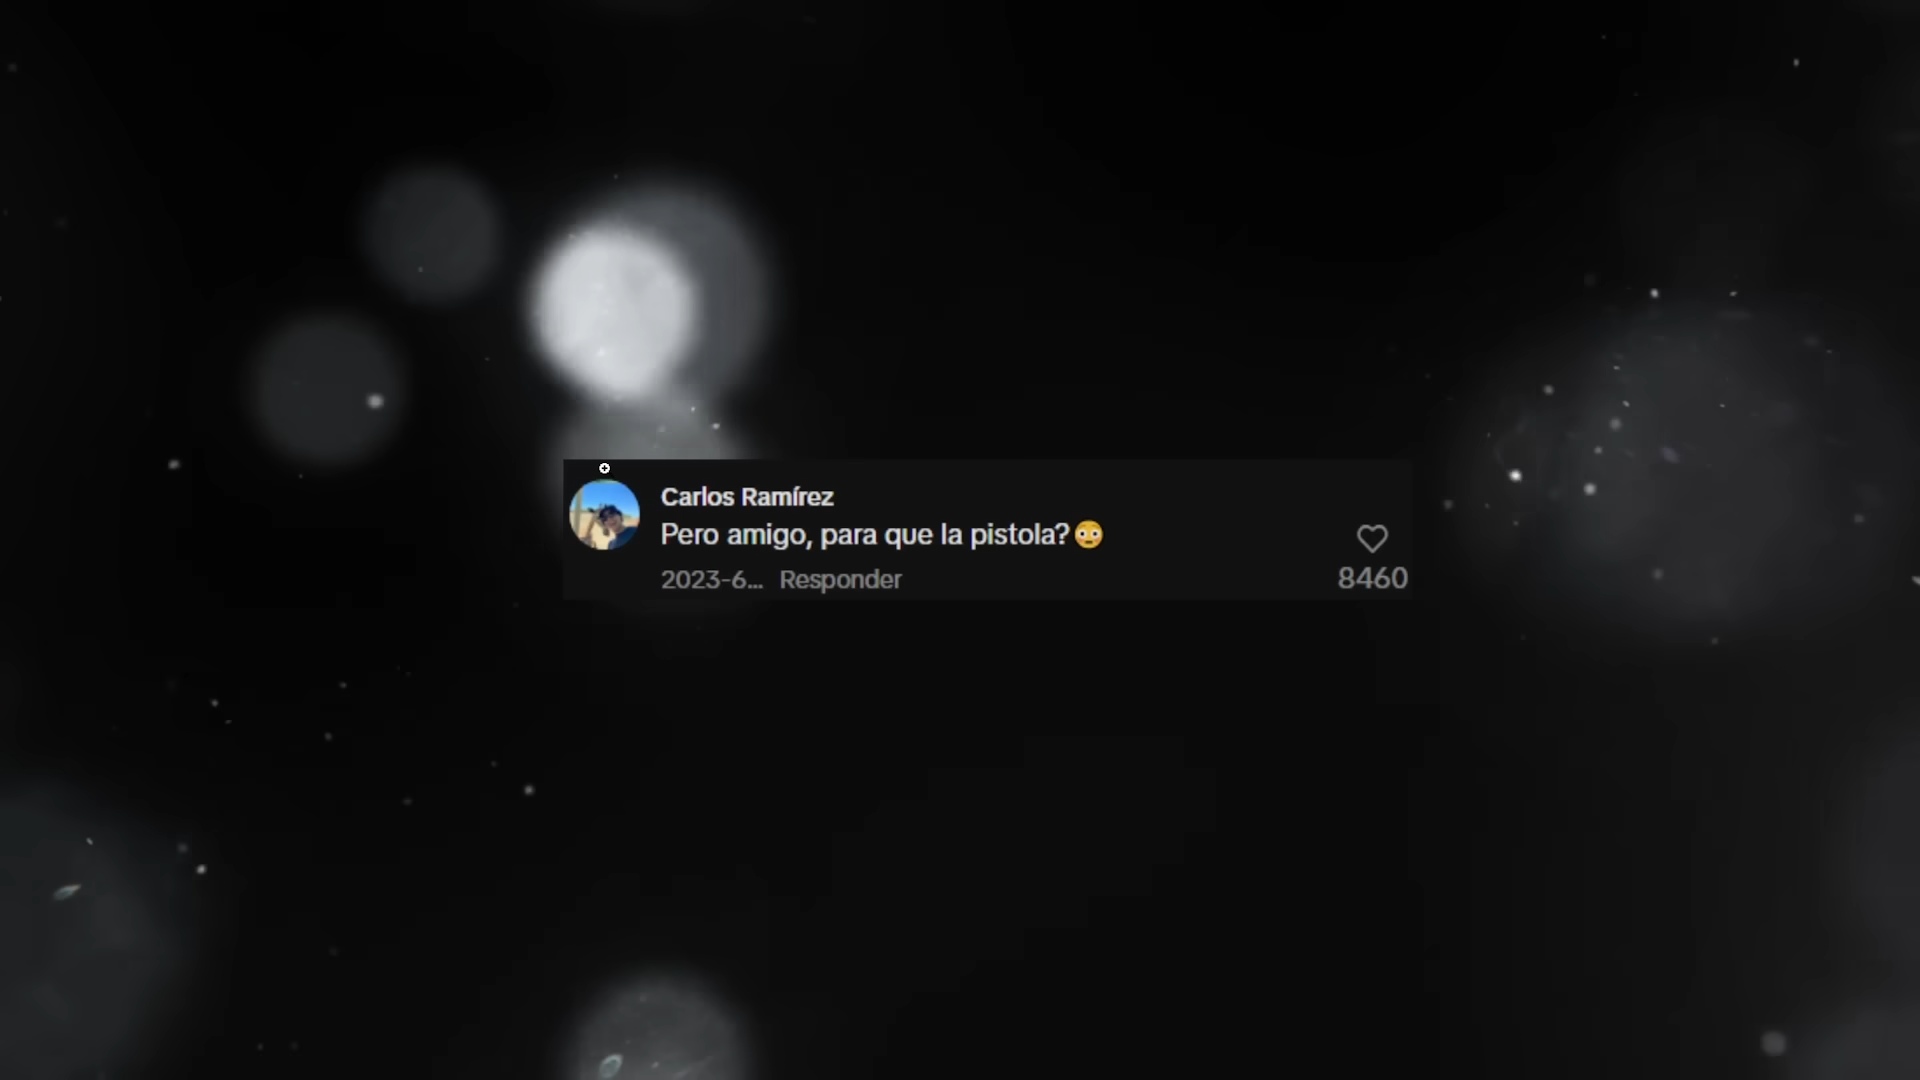 Carlos Ramírez
Pero amigo, para que la pistola?😳
2023-6... Responder
8460